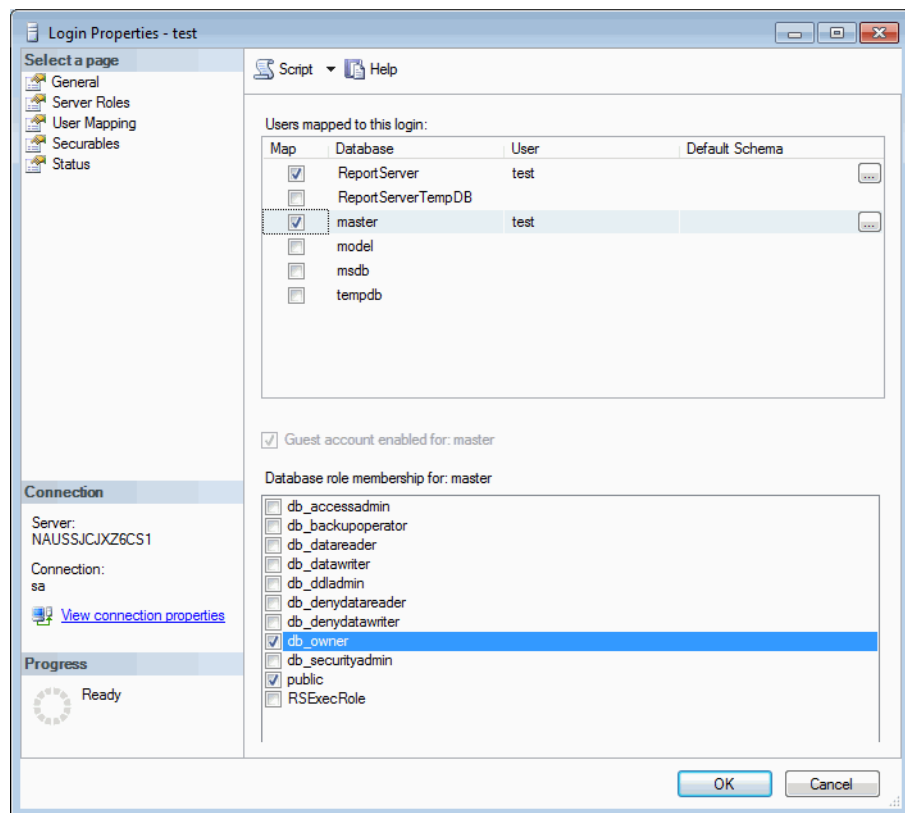 Login Properties - test
Select a page
General
Server Roles
User Mapping
Securables
Status
Script Help
Users mapped to this login:
Map Database User Default Schema
ReportServer test ...
ReportServerTempDB
master test ...
model
msdb
tempdb
Guest account enabled for: master
Database role membership for: master
db_accessadmin
db_backupoperator
db_datareader
db_datawriter
db_ddladmin
db_denydatareader
db_denydatawriter
db_owner
db_securityadmin
public
RSExecRole
Connection
Server:
NAUSSJCJXZ6CS1
Connection:
sa
View connection properties
Progress
Ready
OK Cancel